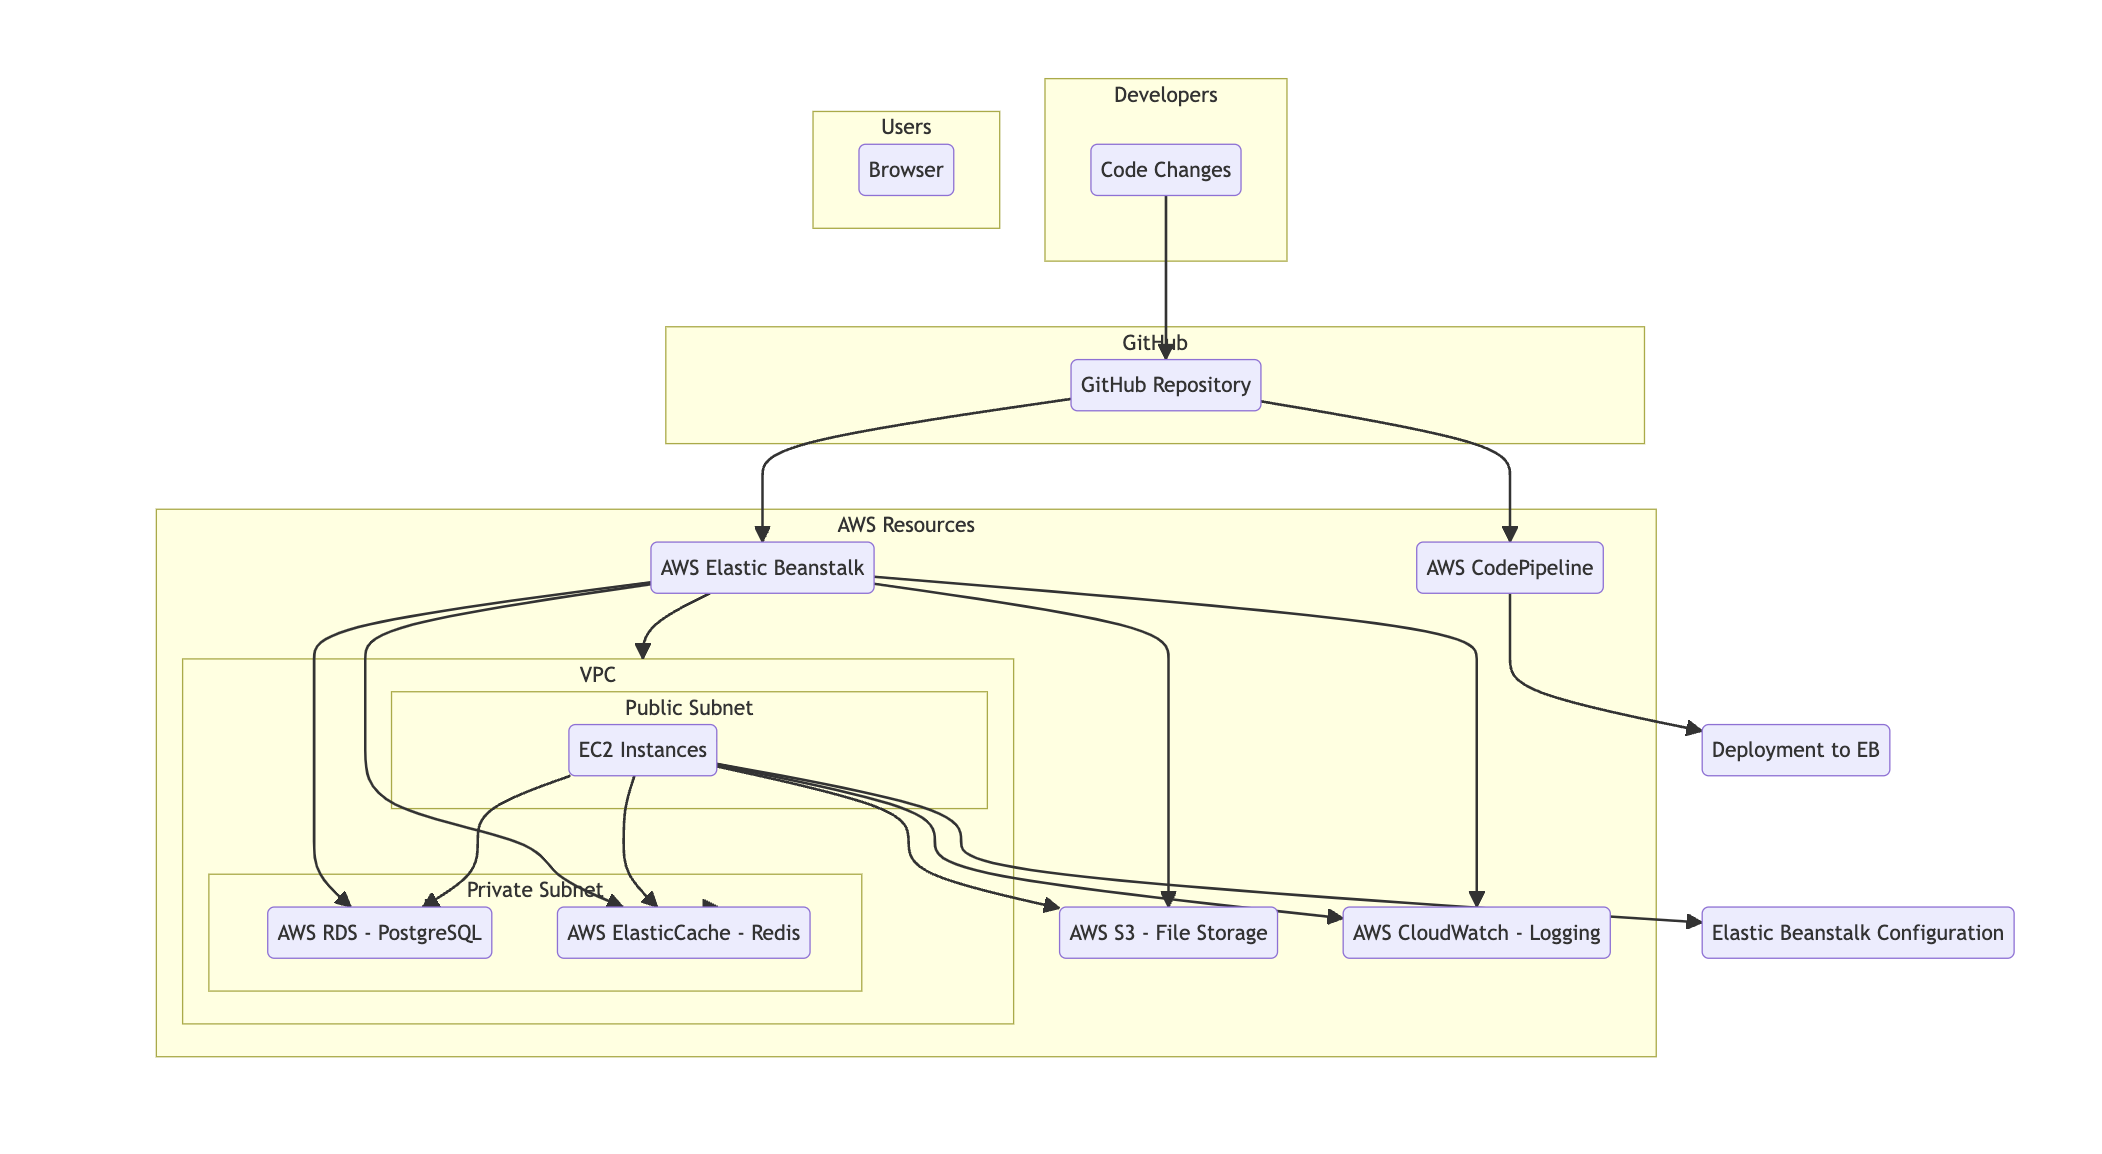 Developers
Users
Browser
Code Changes
GitHub
GitHub Repository
AWS Resources
AWS Elastic Beanstalk
AWS CodePipeline
VPC
Public Subnet
EC2 Instances
Deployment to EB
Private Subnet
AWS RDS - PostgreSQL
AWS ElasticCache - Redis
AWS S3 - File Storage
AWS CloudWatch - Logging
Elastic Beanstalk Configuration